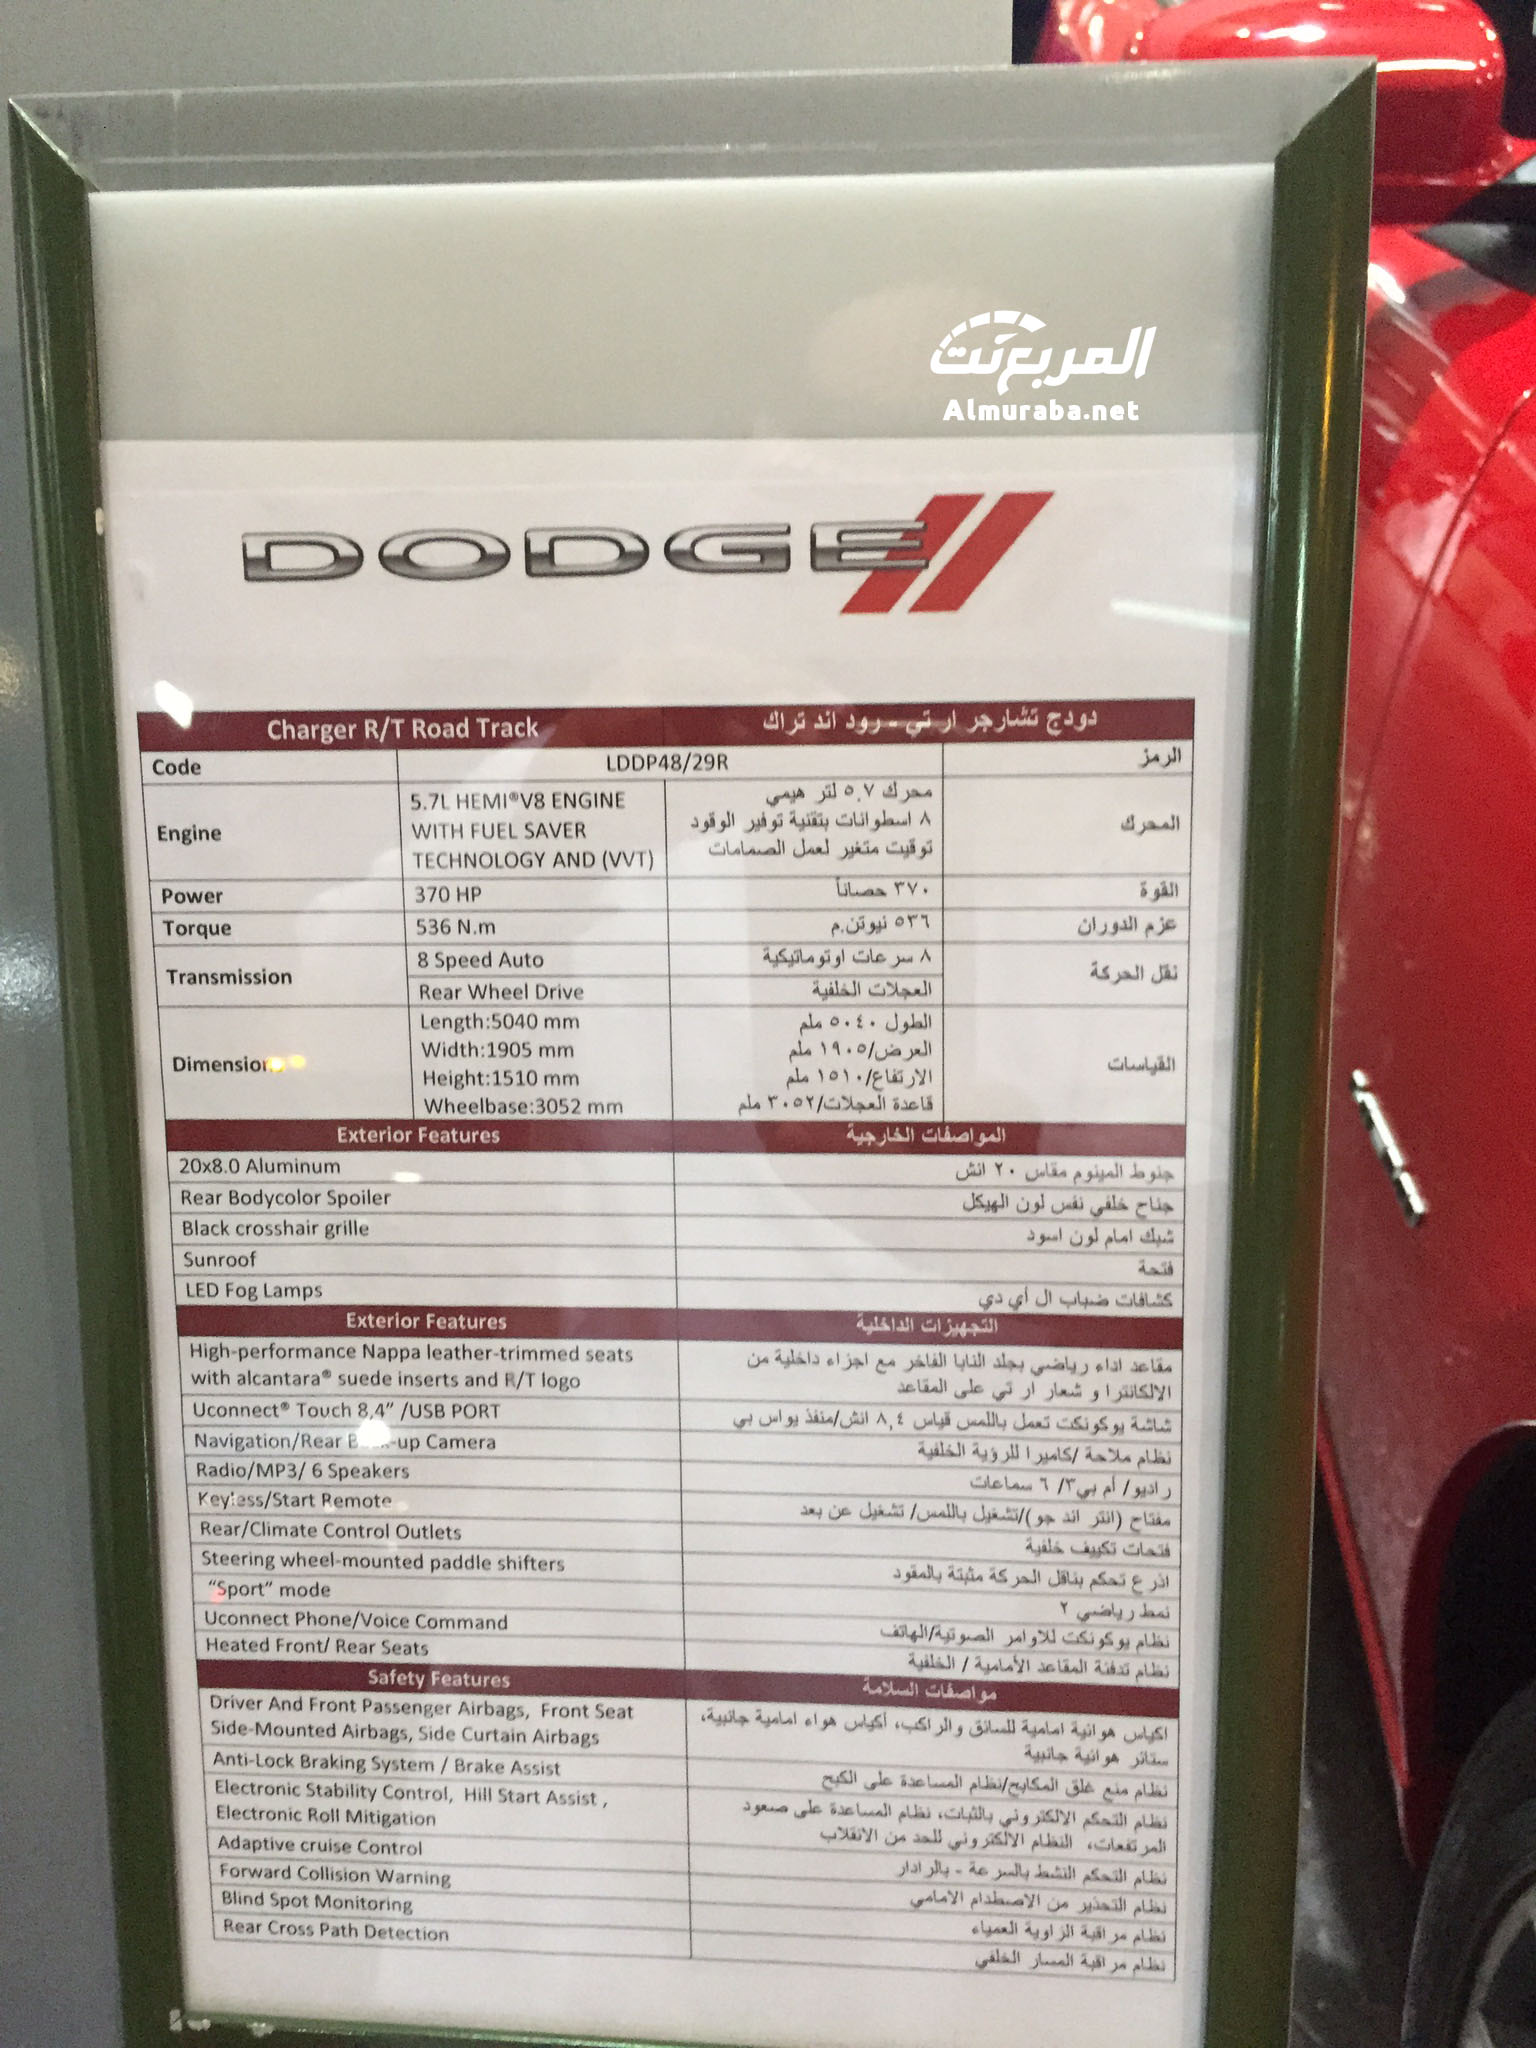 المربع نت
Almuraba.net
DODGE
Charger R/T Road Track
دودج تشارجر ار تي - رود اند تراك
Code
LDDP48/29R
الرمز
Engine
5.7L HEMI®V8 ENGINE
WITH FUEL SAVER
TECHNOLOGY AND (VVT)
محرك ٥,٧ لتر هيمي
٨ اسطوانات بتقنية توفير الوقود
توقيت متغير لعمل الصمامات
المحرك
Power
370 HP
٣٧٠ حصاناً
القوة
Torque
536 N.m
٥٣٦ نيوتن.م
عزم الدوران
Transmission
8 Speed Auto
٨ سرعات اوتوماتيكية
نقل الحركة
Rear Wheel Drive
العجلات الخلفية
Dimension
Length:5040 mm
Width:1905 mm
Height:1510 mm
Wheelbase:3052 mm
الطول ٥٠٤٠ ملم
العرض/١٩٠٥ ملم
الارتفاع/١٥١٠ ملم
قاعدة العجلات/٣٠٥٢ ملم
القياسات
Exterior Features
المواصفات الخارجية
20x8.0 Aluminum
جنوط المينوم مقاس ٢٠ انش
Rear Bodycolor Spoiler
جناح خلفي نفس لون الهيكل
Black crosshair grille
شبك امام لون اسود
Sunroof
فتحة
LED Fog Lamps
كشافات ضباب ال أي دي
Exterior Features
التجهيزات الداخلية
High-performance Nappa leather-trimmed seats
with alcantara® suede inserts and R/T logo
مقاعد اداء رياضي بجلد النابا الفاخر مع اجزاء داخلية من
الالكانترا و شعار ار تي على المقاعد
Uconnect® Touch 8,4” /USB PORT
شاشة يوكونكت تعمل باللمس قياس ٨,٤ انش/منفذ يو اس بي
Navigation/Rear Back-up Camera
نظام ملاحة /كاميرا للرؤية الخلفية
Radio/MP3/ 6 Speakers
راديو/ أم بي٣/ ٦ سماعات
Keyless/Start Remote
مفتاح (انتر اند جو)/تشغيل باللمس/ تشغيل عن بعد
Rear/Climate Control Outlets
فتحات تكييف خلفية
Steering wheel-mounted paddle shifters
اذرع تحكم بناقل الحركة مثبتة بالمقود
“Sport” mode
نمط رياضي ٢
Uconnect Phone/Voice Command
نظام يوكونكت للاوامر الصوتية/الهاتف
Heated Front/ Rear Seats
نظام تدفئة المقاعد الأمامية / الخلفية
Safety Features
مواصفات السلامة
Driver And Front Passenger Airbags, Front Seat
Side-Mounted Airbags, Side Curtain Airbags
اكياس هوائية امامية للسائق والراكب، أكياس هواء امامية جانبية،
ستائر هوائية جانبية
Anti-Lock Braking System / Brake Assist
نظام منع غلق المكابح/نظام المساعدة على الكبح
Electronic Stability Control, Hill Start Assist ,
Electronic Roll Mitigation
نظام التحكم الالكتروني بالثبات، نظام المساعدة على صعود
المرتفعات، النظام الالكتروني للحد من الانقلاب
Adaptive cruise Control
نظام التحكم النشط بالسرعة - بالرادار
Forward Collision Warning
نظام التحذير من الاصطدام الامامي
Blind Spot Monitoring
نظام مراقبة الزاوية العمياء
Rear Cross Path Detection
نظام مراقبة المسار الخلفي